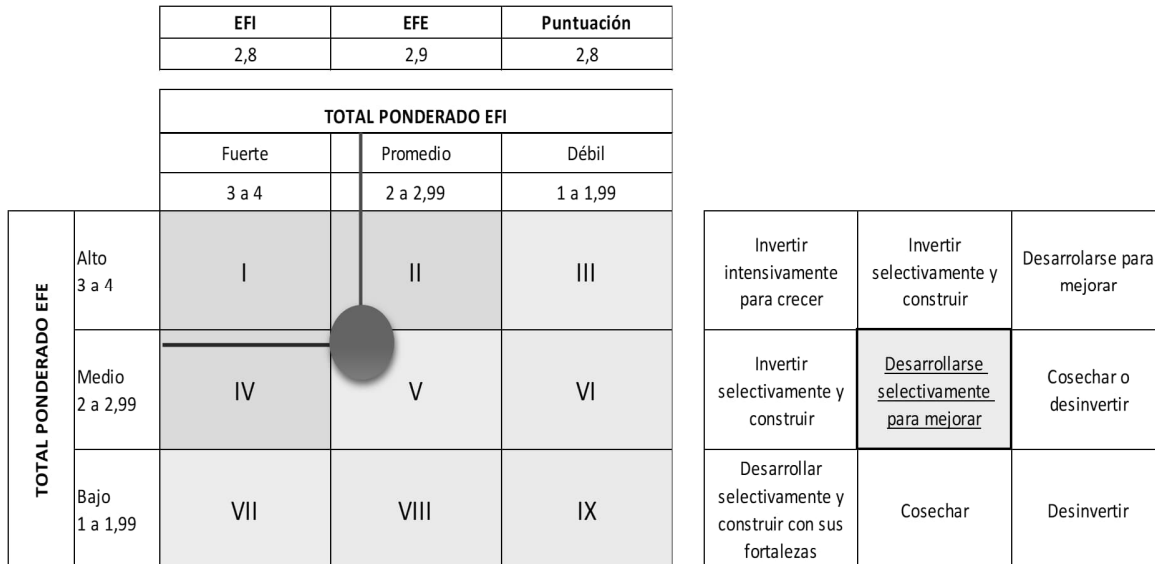 EFI EFE Puntuación
2,8 2,9 2,8
TOTAL PONDERADO EFI
Fuerte Promedio Débil
3 a 4 2 a 2,99 1 a 1,99
TOTAL PONDERADO EFE
Alto
3 a 4
I II III
Medio
2 a 2,99
IV V VI
Bajo
1 a 1,99
VII VIII IX
Invertir
intensivamente
para crecer
Invertir
selectivamente y
construir
Desarrolarse para
mejorar
Invertir
selectivamente y
construir
Desarrollarse
selectivamente
para mejorar
Cosechar o
desinvertir
Desarrollar
selectivamente y
construir con sus
fortalezas
Cosechar
Desinvertir